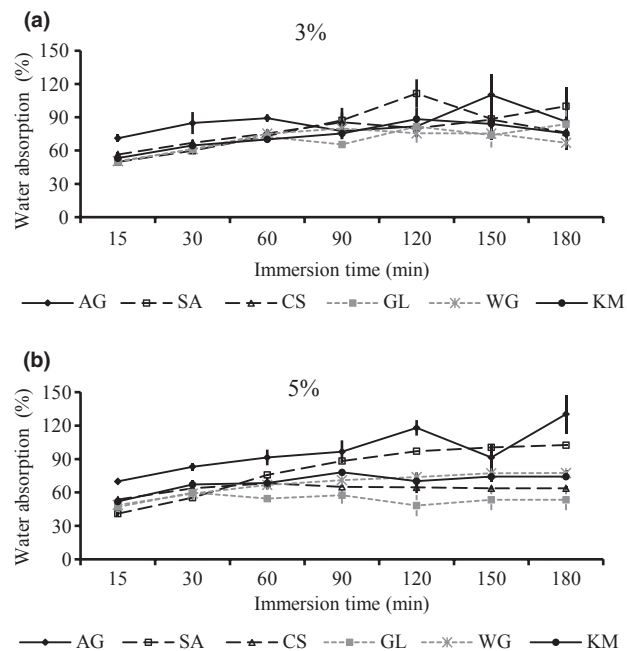 (a)
3%
Water absorption (%)
150
120
90
60
30
0
15 30 60 90 120 150 180
Immersion time (min)
AG SA CS GL WG KM
(b)
5%
Water absorption (%)
150
120
90
60
30
0
15 30 60 90 120 150 180
Immersion time (min)
AG SA CS GL WG KM